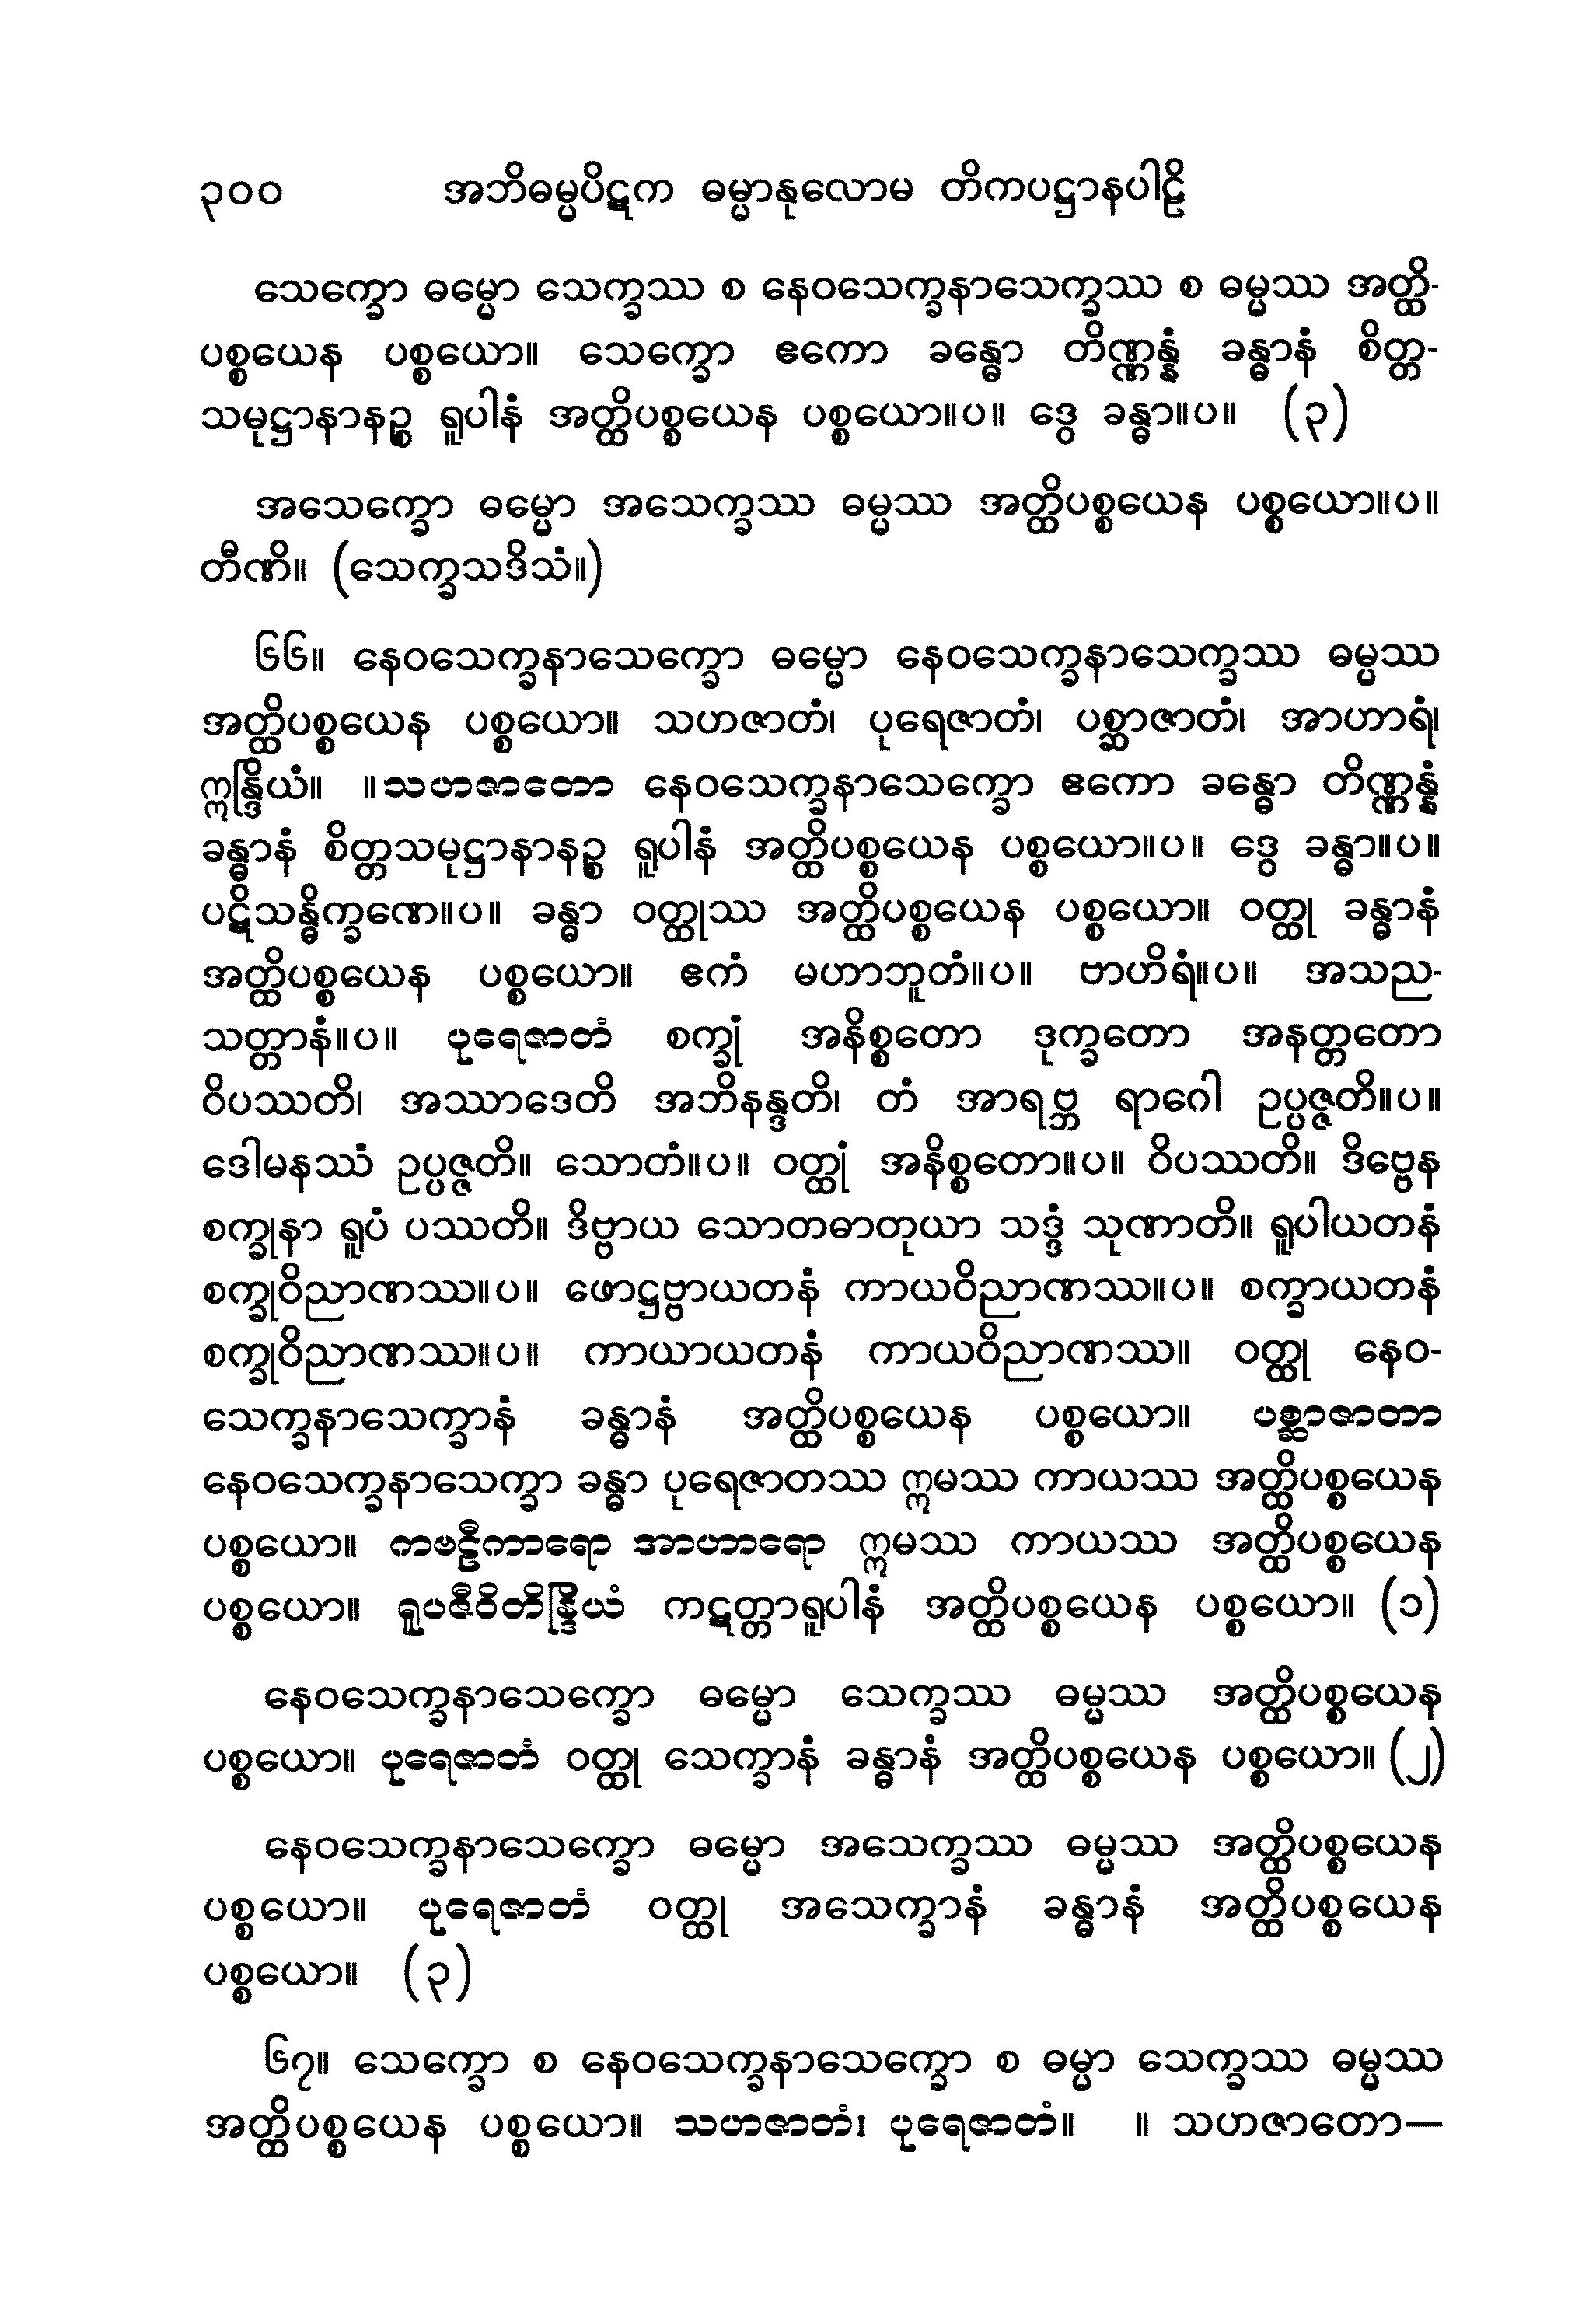 ၃၀၀ အဘိဓမ္မပိဋက ဓမ္မာနုလောမ တိကပဋ္ဌာနပါဠိ
သေက္ခော ဓမ္မော သေက္ခဿ စ နေဝသေက္ခနာသေက္ခဿ စ ဓမ္မဿ အတ္ထိ-
ပစ္စယေန ပစ္စယော။ သေက္ခော ဧကော ခန္ဓော တိဏ္ဏန္နံ ခန္ဓာနံ စိတ္တ-
သမုဋ္ဌာနာနဉ္စ ရူပါနံ အတ္ထိပစ္စယေန ပစ္စယော။ပ။ ဒွေ ခန္ဓာ။ပ။ (၃)
အသေက္ခော ဓမ္မော အသေက္ခဿ ဓမ္မဿ အတ္ထိပစ္စယေန ပစ္စယော။ပ။
တီဏိ။ (သေက္ခသဒိသံ။)
၆၆။ နေဝသေက္ခနာသေက္ခော ဓမ္မော နေဝသေက္ခနာသေက္ခဿ ဓမ္မဿ
အတ္ထိပစ္စယေန ပစ္စယော။ သဟဇာတံ၊ ပုရေဇာတံ၊ ပစ္ဆာဇာတံ၊ အာဟာရံ၊
ဣန္ဒြိယံ။ ။သဟဇာတော နေဝသေက္ခနာသေက္ခော ဧကော ခန္ဓော တိဏ္ဏန္နံ
ခန္ဓာနံ စိတ္တသမုဋ္ဌာနာနဉ္စ ရူပါနံ အတ္ထိပစ္စယေန ပစ္စယော။ပ။ ဒွေ ခန္ဓာ။ပ။
ပဋိသန္ဓိက္ခဏေ။ပ။ ခန္ဓာ ဝတ္ထုဿ အတ္ထိပစ္စယေန ပစ္စယော။ ဝတ္ထု ခန္ဓာနံ
အတ္ထိပစ္စယေန ပစ္စယော။ ဧကံ မဟာဘူတံ။ပ။ ဗာဟိရံ။ပ။ အသည-
သတ္တာနံ။ပ။ ပုရေဇာတံ စက္ခုံ အနိစ္စတော ဒုက္ခတော အနတ္တတော
ဝိပဿတိ၊ အဿာဒေတိ အဘိနန္ဒတိ၊ တံ အာရဗ္ဘ ရာဂေါ ဥပ္ပဇ္ဇတိ။ပ။
ဒေါမနဿံ ဥပ္ပဇ္ဇတိ။ သောတံ။ပ။ ဝတ္ထုံ အနိစ္စတော။ပ။ ဝိပဿတိ။ ဒိဗ္ဗေန
စက္ခုနာ ရူပံ ပဿတိ။ ဒိဗ္ဗာယ သောတဓာတုယာ သဒ္ဒံ သုဏာတိ။ ရူပါယတနံ
စက္ခုဝိညာဏဿ။ပ။ ဖောဋ္ဌဗ္ဗာယတနံ ကာယဝိညာဏဿ။ပ။ စက္ခာယတနံ
စက္ခုဝိညာဏဿ။ပ။ ကာယာယတနံ ကာယဝိညာဏဿ။ ဝတ္ထု နေဝ-
သေက္ခနာသေက္ခာနံ ခန္ဓာနံ အတ္ထိပစ္စယေန ပစ္စယော။ ပစ္ဆာဇာတာ
နေဝသေက္ခနာသေက္ခာ ခန္ဓာ ပုရေဇာတဿ ဣမဿ ကာယဿ အတ္ထိပစ္စယေန
ပစ္စယော။ ကဗဠီကာရော အာဟာရော ဣမဿ ကာယဿ အတ္ထိပစ္စယေန
ပစ္စယော။ ရူပဇီဝိတိန္ဒြိယံ ကဋတ္တာရူပါနံ အတ္ထိပစ္စယေန ပစ္စယော။ (၁)
နေဝသေက္ခနာသေက္ခော ဓမ္မော သေက္ခဿ ဓမ္မဿ အတ္ထိပစ္စယေန
ပစ္စယော။ ပုရေဇာတံ ဝတ္ထု သေက္ခာနံ ခန္ဓာနံ အတ္ထိပစ္စယေန ပစ္စယော။ (၂)
နေဝသေက္ခနာသေက္ခော ဓမ္မော အသေက္ခဿ ဓမ္မဿ အတ္ထိပစ္စယေန
ပစ္စယော။ ပုရေဇာတံ ဝတ္ထု အသေက္ခာနံ ခန္ဓာနံ အတ္ထိပစ္စယေန
ပစ္စယော။ (၃)
၆၇။ သေက္ခော စ နေဝသေက္ခနာသေက္ခော စ ဓမ္မာ သေက္ခဿ ဓမ္မဿ
အတ္ထိပစ္စယေန ပစ္စယော။ သဟဇာတံ၊ ပုရေဇာတံ။ ။ သဟဇာတော—